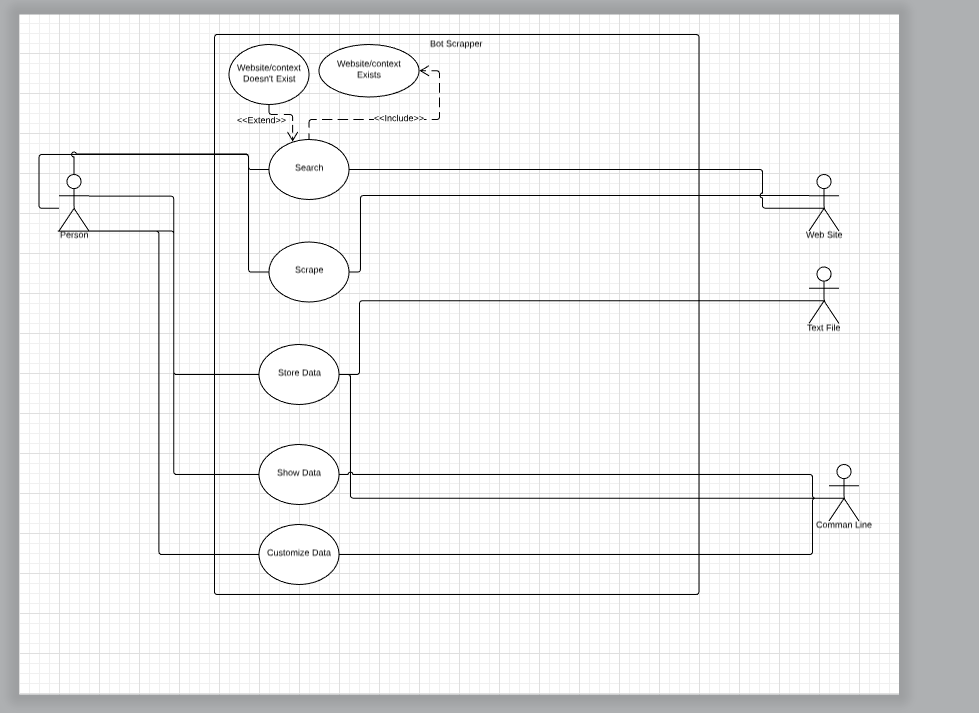 Bot Scrapper
Website/context
Doesn't Exist
Website/context
Exists
<<Extend>>
<<Include>>
Search
Person
Web Site
Scrape
Text File
Store Data
Show Data
Comman Line
Customize Data